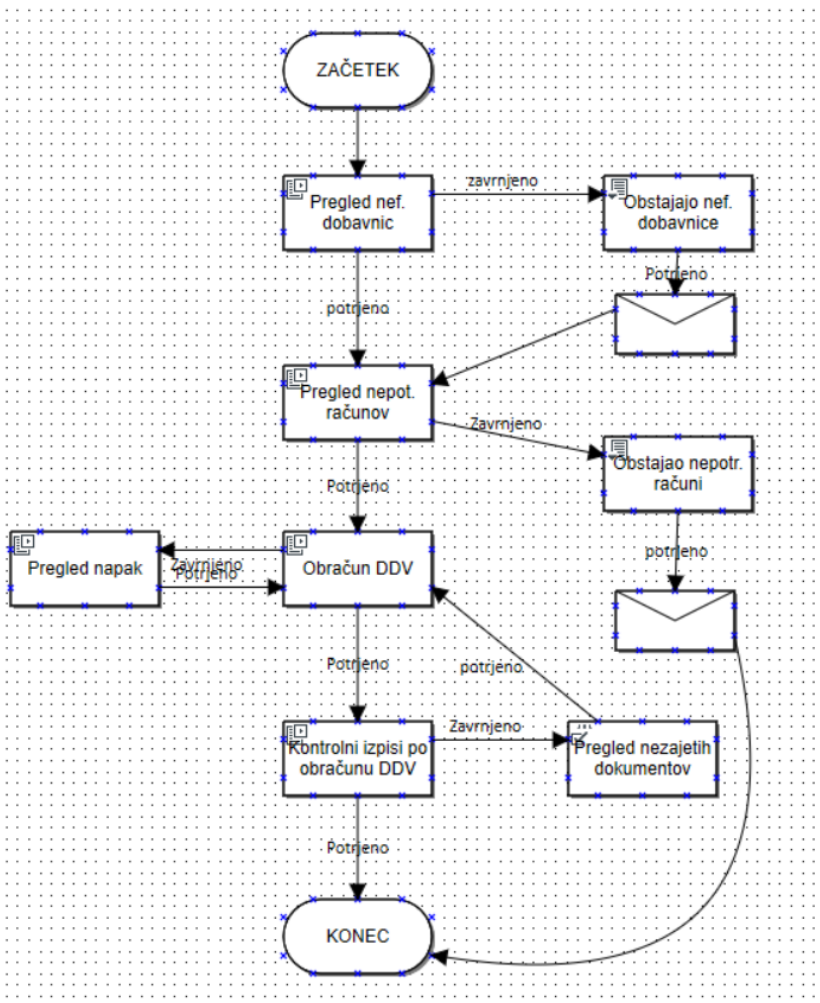 ZAČETEK
Pregled nef.
dobavnic
zavrnjeno
Obstajajo nef.
dobavnice
Potrjeno
potrjeno
Pregled nepot.
računov
Zavrnjeno
Obstajao nepotr.
računi
Potrjeno
potrjeno
Pregled napak
Zavrnjeno
Potrjeno
Obračun DDV
Potrjeno
potrjeno
Kontrolni izpisi po
obračunu DDV
Zavrnjeno
Pregled nezajetih
dokumentov
Potrjeno
KONEC